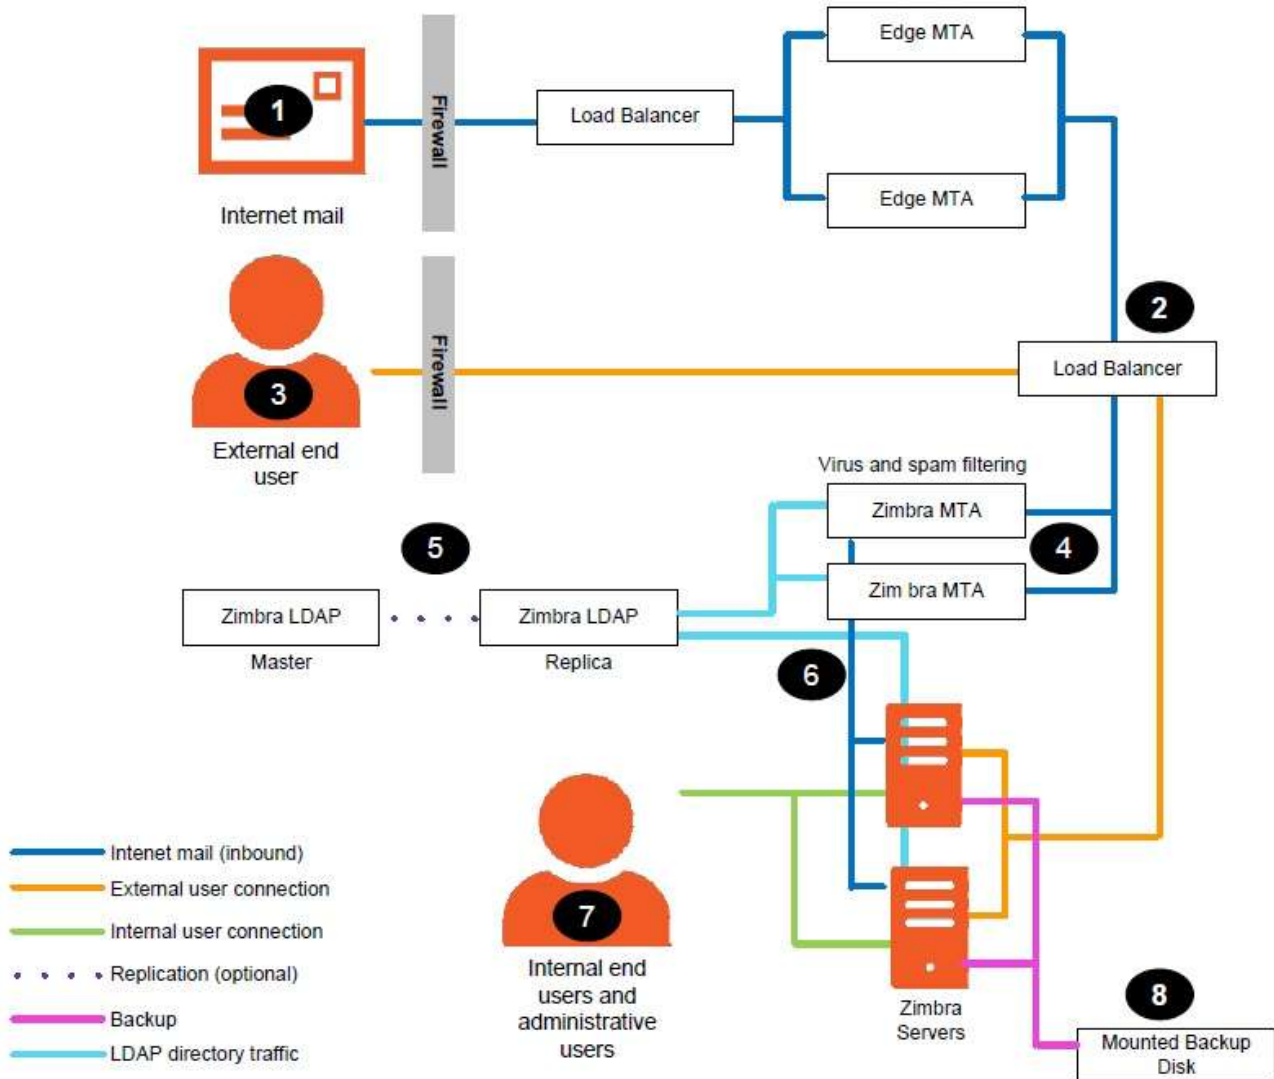 Edge MTA
1
Firewall
Load Balancer
Edge MTA
Internet mail
2
Firewall
Load Balancer
3
External end
user
Virus and spam filtering
Zimbra MTA
4
5
Zim bra MTA
Zimbra LDAP
Zimbra LDAP
Master
Replica
6
Intenet mail (inbound)
External user connection
Internal user connection
Replication (optional)
Backup
LDAP directory traffic
7
Internal end
users and
administrative
users
Zimbra
Servers
8
Mounted Backup
Disk